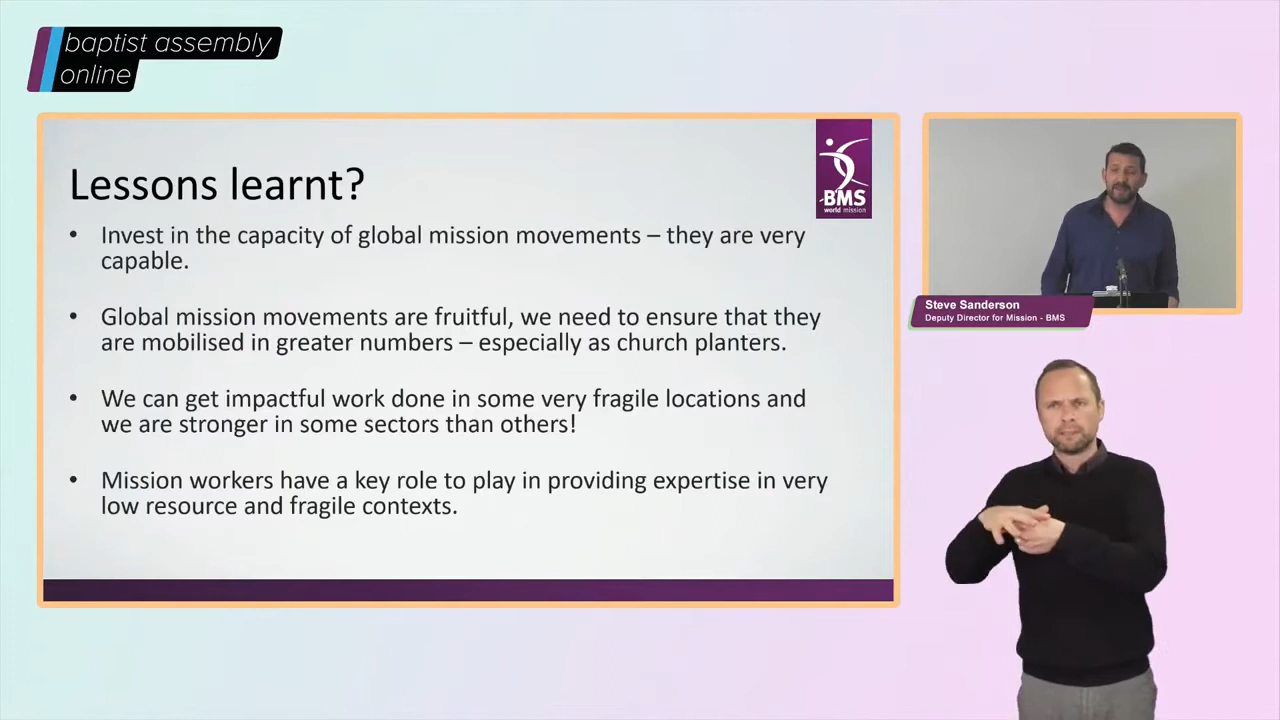 baptist assembly
online
Lessons learnt?
BMS
world mission
• Invest in the capacity of global mission movements – they are very
capable.
• Global mission movements are fruitful, we need to ensure that they
are mobilised in greater numbers – especially as church planters.
• We can get impactful work done in some very fragile locations and
we are stronger in some sectors than others!
• Mission workers have a key role to play in providing expertise in very
low resource and fragile contexts.
Steve Sanderson
Deputy Director for Mission - BMS